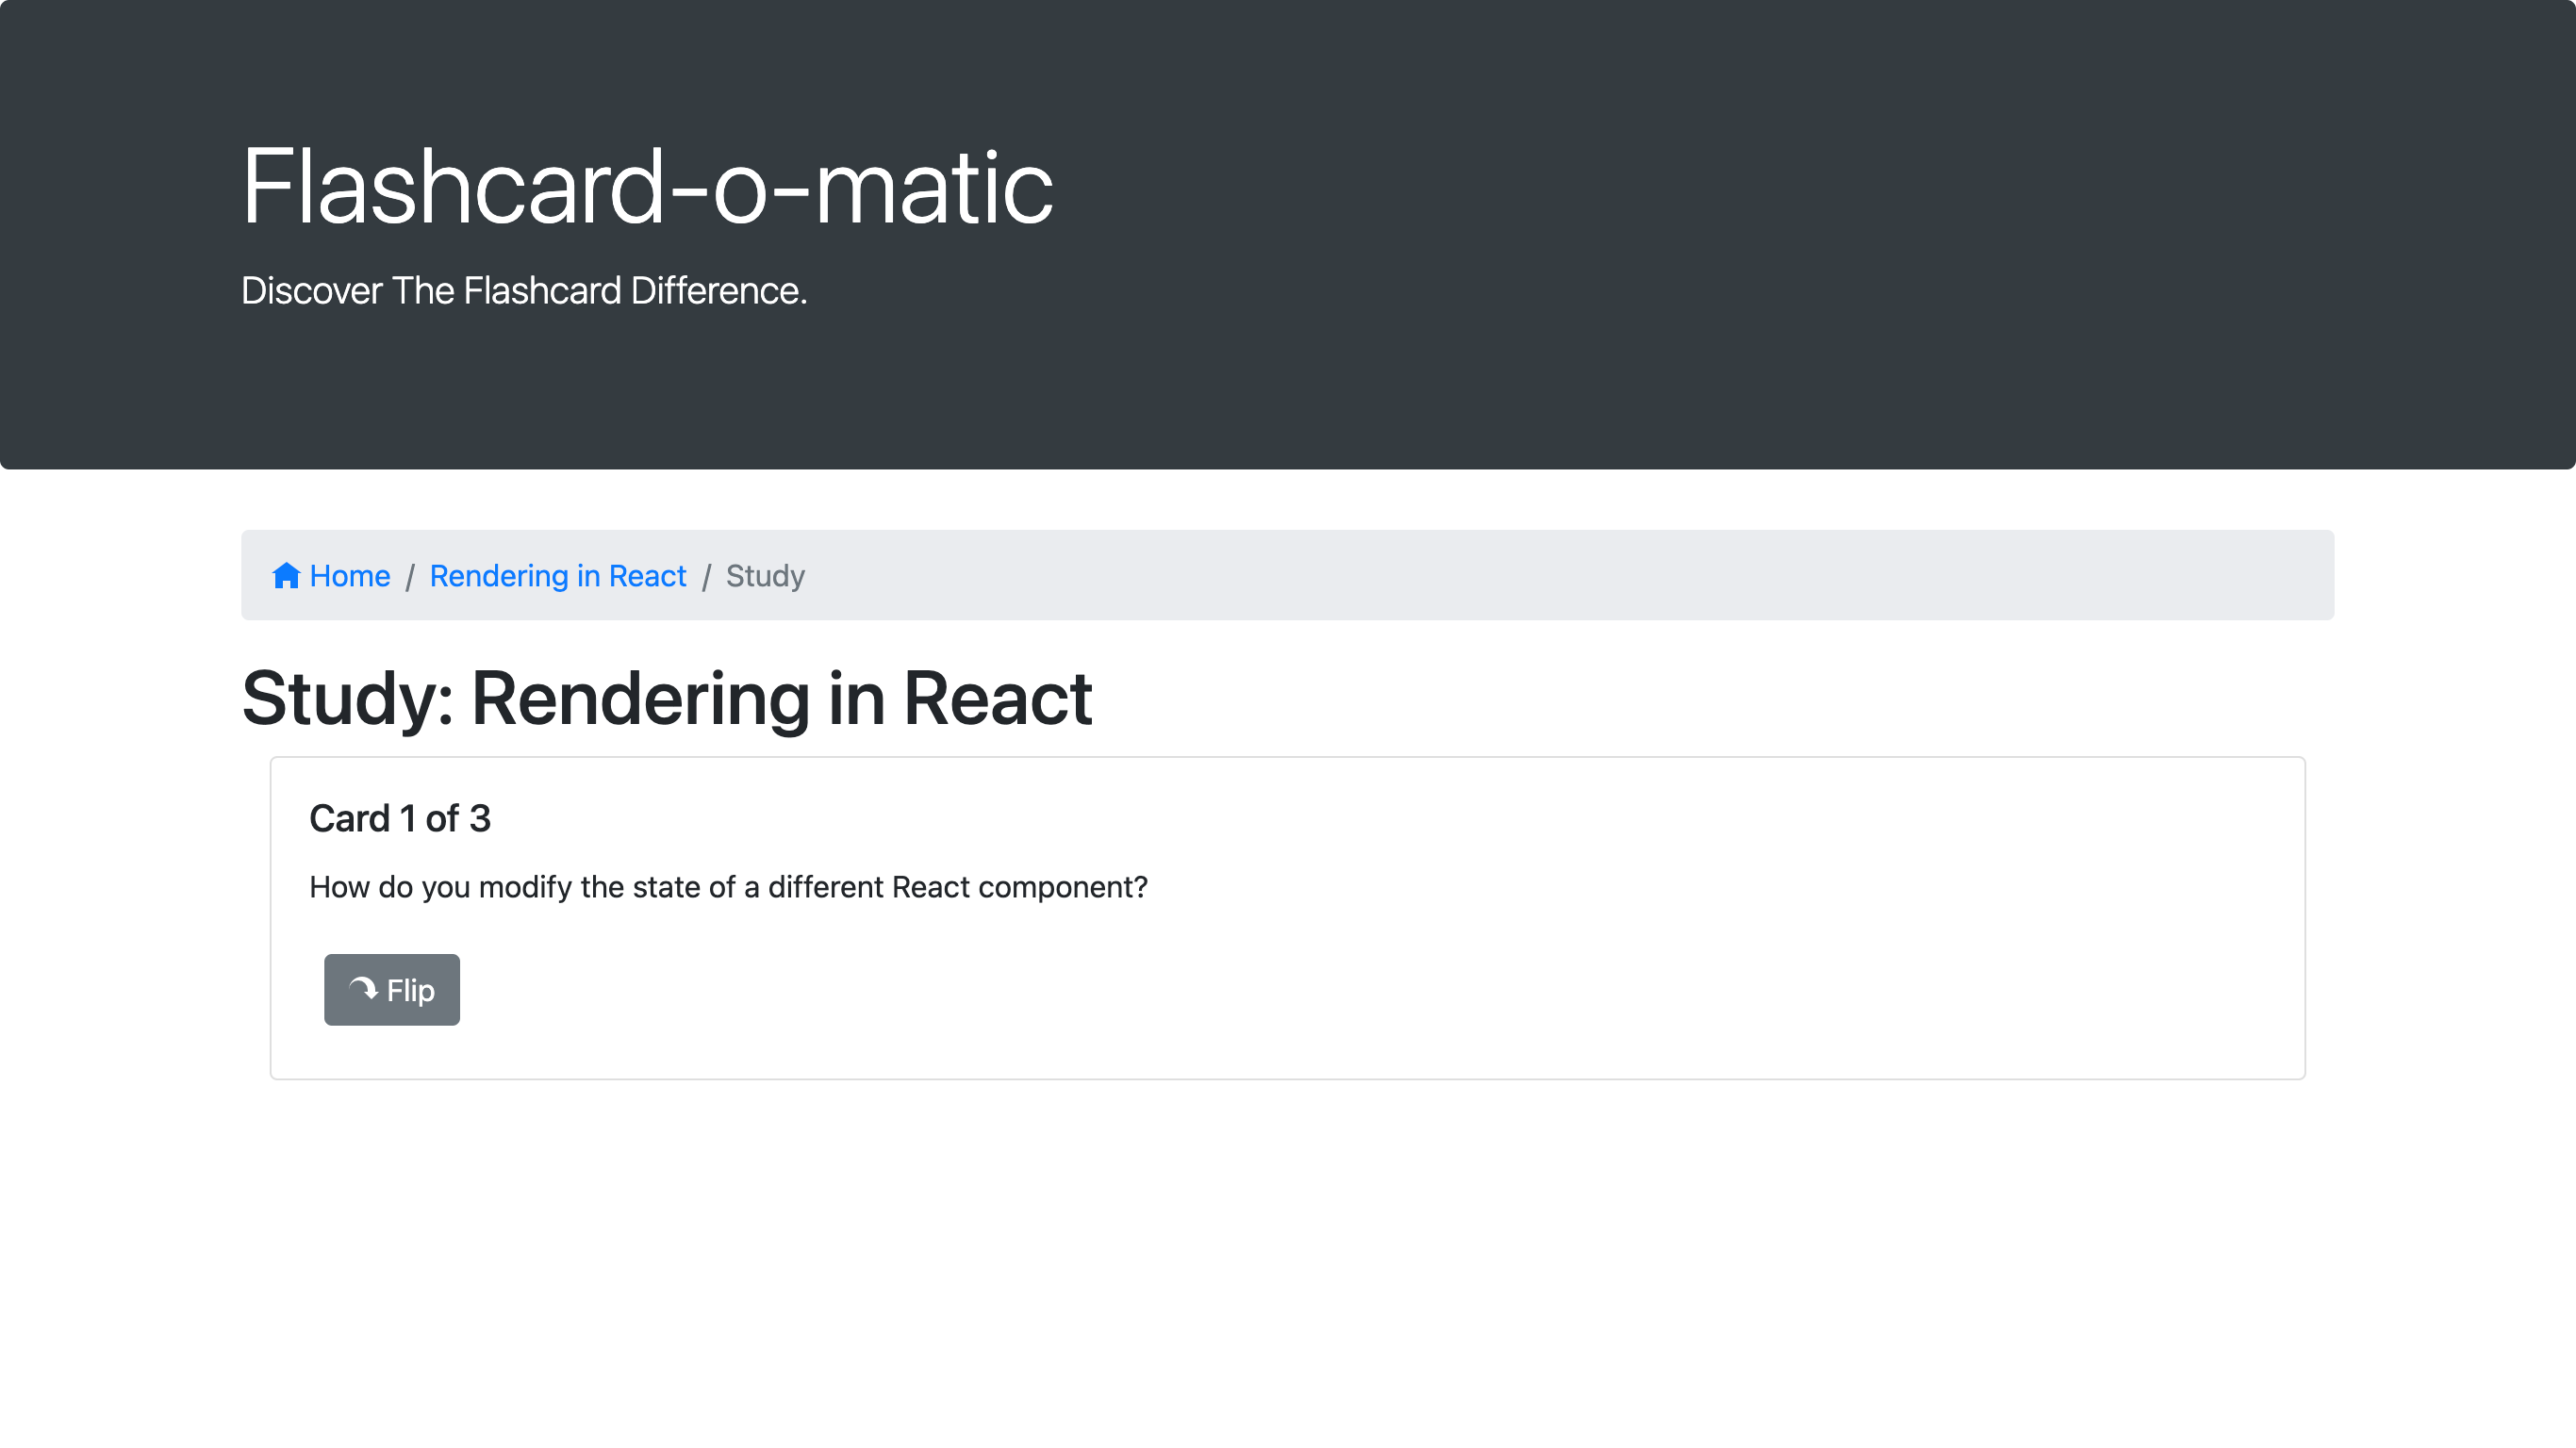 Flashcard-o-matic
Discover The Flashcard Difference.
Home / Rendering in React / Study
Study: Rendering in React
Card 1 of 3
How do you modify the state of a different React component?
Flip